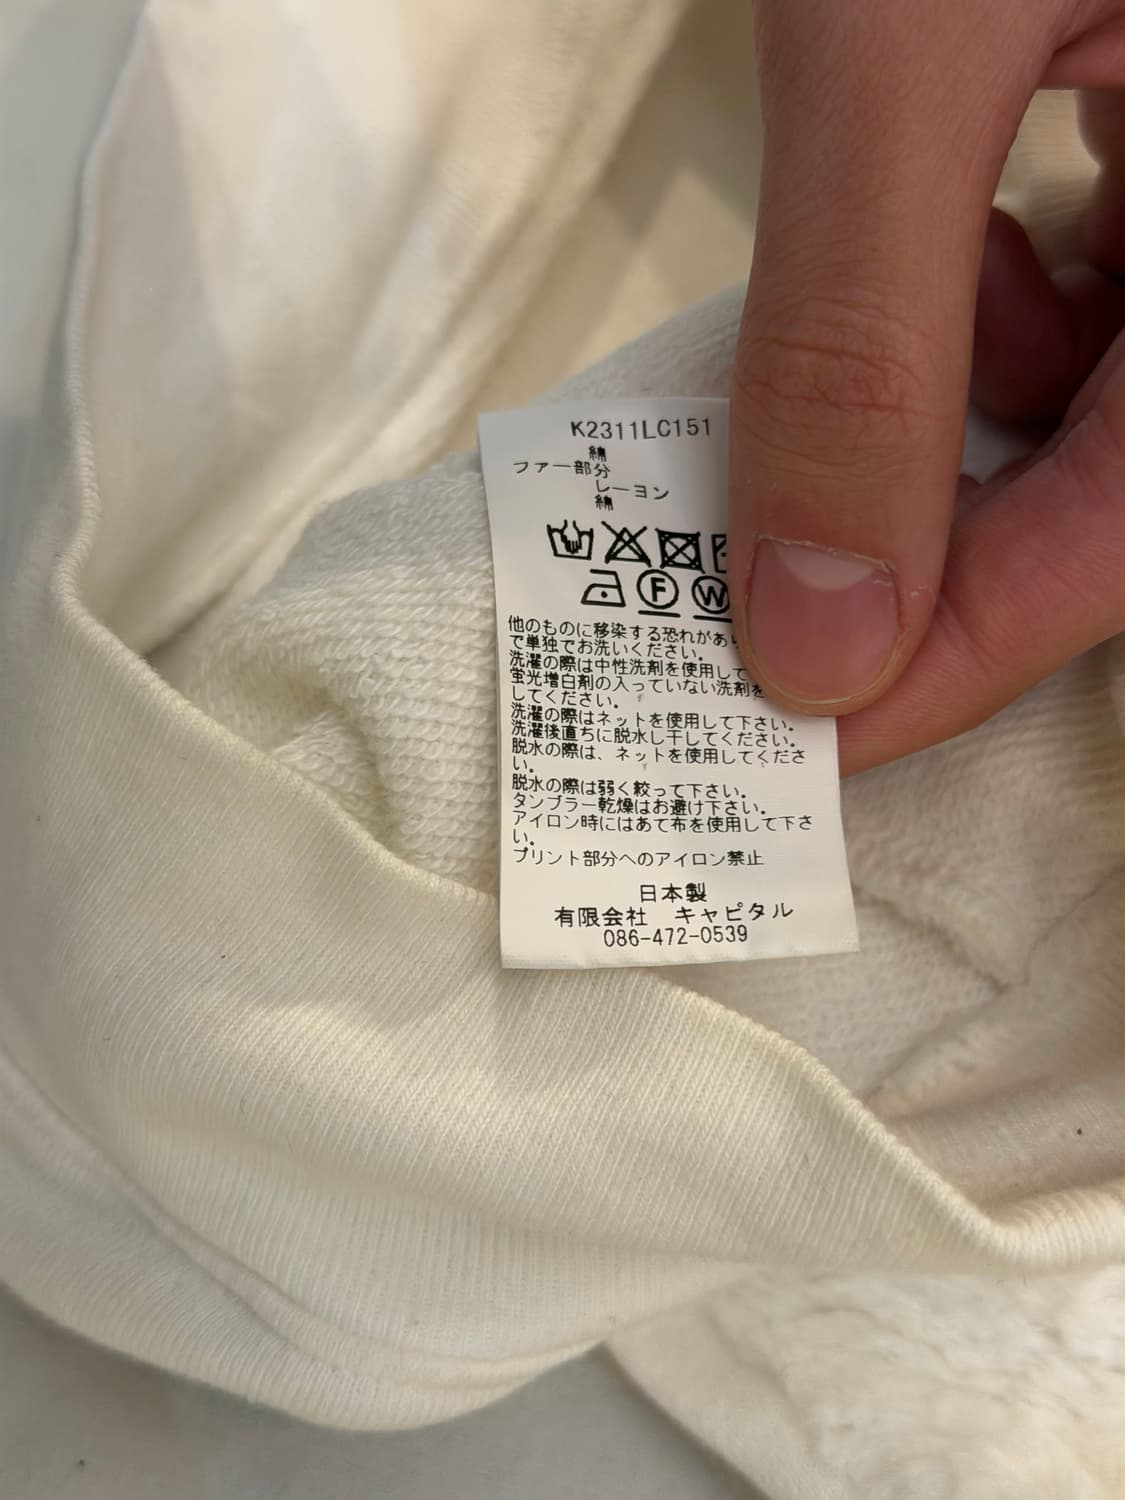 K2311LC151
綿
ファー部分
レーヨン
綿
F W
他のものに移染する恐れがあ
で単独でお洗いください。
洗濯の際は中性洗剤を使用して
蛍光増白剤の入っていない洗剤を
してください。
洗濯の際はネットを使用して下さい。
洗濯後直ちに脱水し干してください。
脱水の際は、ネットを使用してくださ
い。
脱水の際は弱く絞って下さい。
タンブラー乾燥はお避け下さい。
アイロン時にはあて布を使用して下さ
い。
プリント部分へのアイロン禁止
日本製
有限会社　キャピタル
086-472-0539